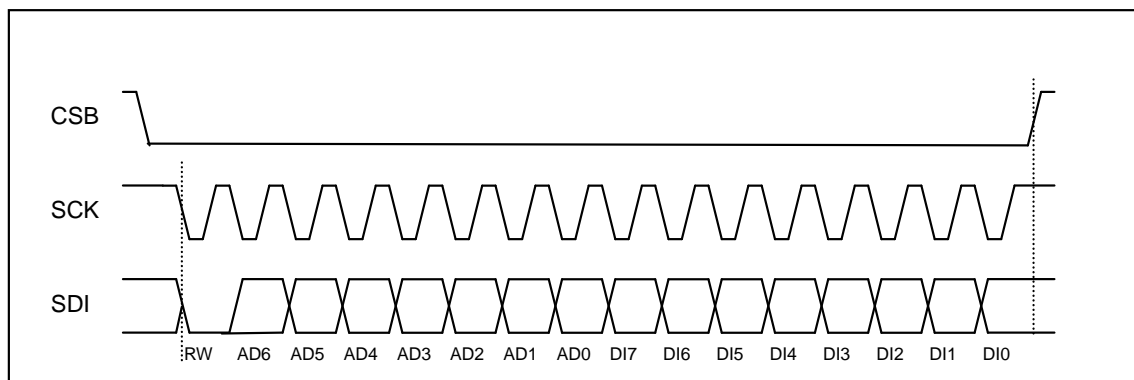 CSB
SCK
SDI
RW AD6 AD5 AD4 AD3 AD2 AD1 AD0 DI7 DI6 DI5 DI4 DI3 DI2 DI1 DI0